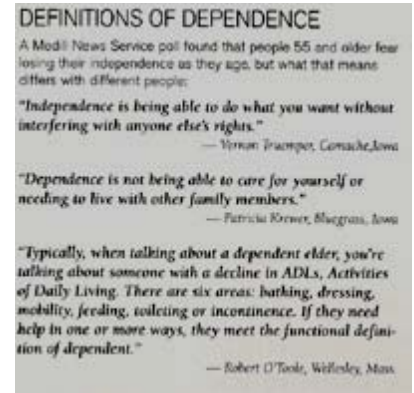 DEFINITIONS OF DEPENDENCE
A Medill News Service poll found that people 55 and older fear
losing their independence as they age, but what that means
differs with different people:
"Independence is being able to do what you want without
interfering with anyone else's rights."
— Vernon Truemper, Camache, Iowa
"Dependence is not being able to care for yourself or
needing to live with other family members."
— Patricia Krewer, Bluegrass, Iowa
"Typically, when talking about a dependent elder, you're
talking about someone with a decline in ADLs, Activities
of Daily Living. There are six areas: bathing, dressing,
mobility, feeding, toileting or incontinence. If they need
help in one or more ways, they meet the functional defini-
tion of dependent."
— Robert O'Toole, Wellesley, Mass.